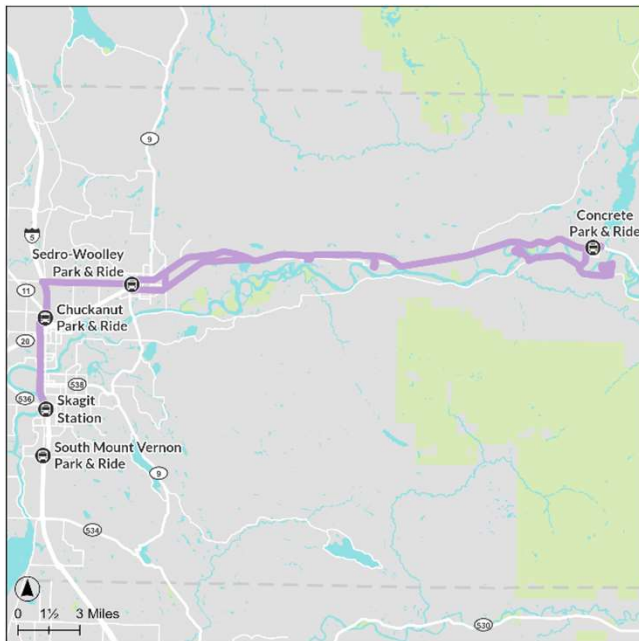 9
Concrete
Park & Ride
5
Sedro-Woolley
Park & Ride
11
Chuckanut
Park & Ride
20
538
536
Skagit
Station
South Mount Vernon
Park & Ride
9
534
0 1½ 3 Miles
530